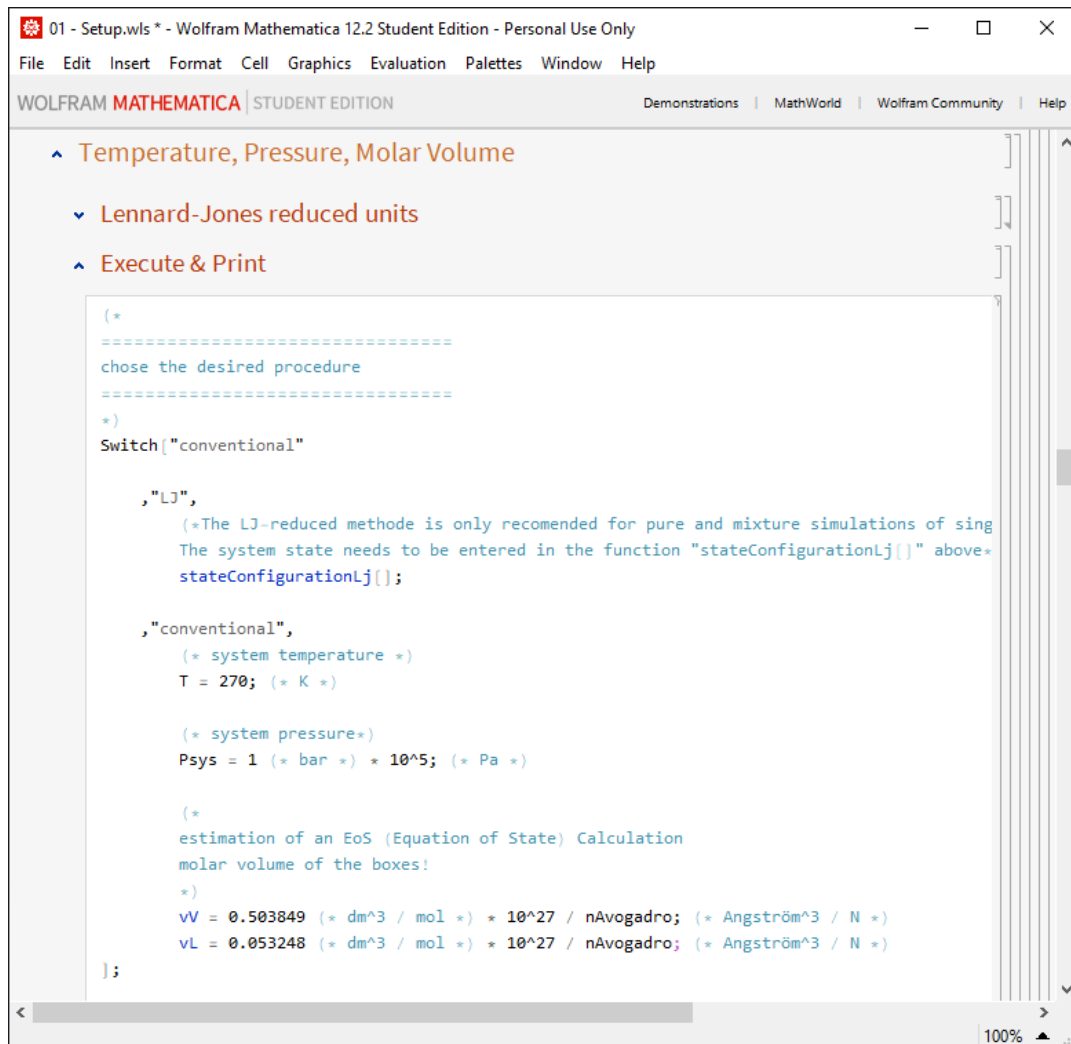 01 - Setup.wls * - Wolfram Mathematica 12.2 Student Edition - Personal Use Only
File Edit Insert Format Cell Graphics Evaluation Palettes Window Help
WOLFRAM MATHEMATICA | STUDENT EDITION Demonstrations | MathWorld | Wolfram Community | Help
Temperature, Pressure, Molar Volume
Lennard-Jones reduced units
Execute & Print
(*
================================
chose the desired procedure
================================
*)
Switch["conventional"
,"LJ",
(*The LJ-reduced methode is only recomended for pure and mixture simulations of sing
The system state needs to be entered in the function "stateConfigurationLj[]" above*
stateConfigurationLj[];
,"conventional",
(* system temperature *)
T = 270; (* K *)
(* system pressure*)
Psys = 1 (* bar *) * 10^5; (* Pa *)
(*
estimation of an EoS (Equation of State) Calculation
molar volume of the boxes!
*)
vV = 0.503849 (* dm^3 / mol *) * 10^27 / nAvogadro; (* Angström^3 / N *)
vL = 0.053248 (* dm^3 / mol *) * 10^27 / nAvogadro; (* Angström^3 / N *)
];
100%